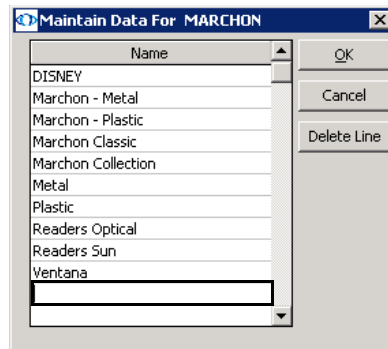 Maintain Data For MARCHON
Name
DISNEY
Marchon - Metal
Marchon - Plastic
Marchon Classic
Marchon Collection
Metal
Plastic
Readers Optical
Readers Sun
Ventana
OK
Cancel
Delete Line